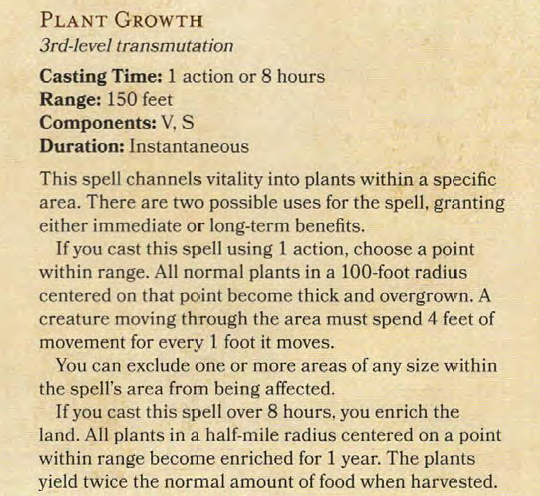 PLANT GROWTH
3rd-level transmutation
Casting Time: 1 action or 8 hours
Range: 150 feet
Components: V, S
Duration: Instantaneous
This spell channels vitality into plants within a specific
area. There are two possible uses for the spell, granting
either immediate or long-term benefits.
If you cast this spell using 1 action, choose a point
within range. All normal plants in a 100-foot radius
centered on that point become thick and overgrown. A
creature moving through the area must spend 4 feet of
movement for every 1 foot it moves.
You can exclude one or more areas of any size within
the spell's area from being affected.
If you cast this spell over 8 hours, you enrich the
land. All plants in a half-mile radius centered on a point
within range become enriched for 1 year. The plants
yield twice the normal amount of food when harvested.